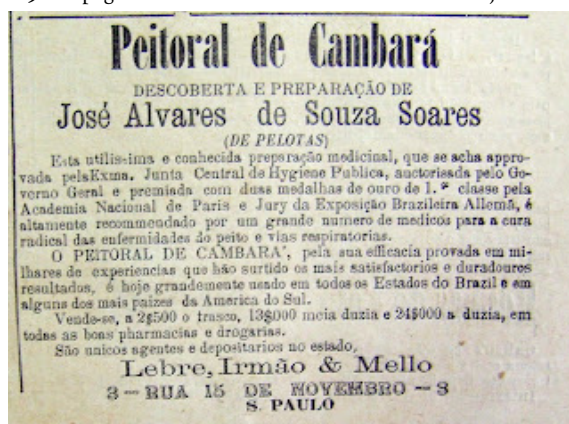 Peitoral de Cambará
DESCOBERTA E PREPARAÇÃO DE
José Alvares de Souza Soares
(DE PELOTAS)
Esta utilissima e conhecida preparação medicinal, que se acha appro-
vada pela Exma. Junta Central de Hygiene Publica, auctorisada pelo Go-
verno Geral e premiada com duas medalhas de ouro de 1.ª classe pela
Academia Nacional de Paris e Jury da Exposição Brazileira Allemã, é
altamente recommendado por um grande numero de medicos para a cura
radical das enfermidades do peito e vias respiratorias.
O PEITORAL DE CAMBARA', pela sua efficacia provada em mi-
lhares de experiencias que hão surtido os mais satisfactorios e duradouros
resultados, é hoje grandemente usado em todos os Estados do Brazil e em
alguns dos mais paizes da America do Sul.
Vende-se, a 2$500 o frasco, 13$000 meia duzia e 24$000 a duzia, em
todas as boas pharmacias e drogarias.
São unicos agentes e depositarios no estado,
Lebre, Irmão & Mello
3 — RUA 15 DE NOVEMBRO — 3
S. PAULO